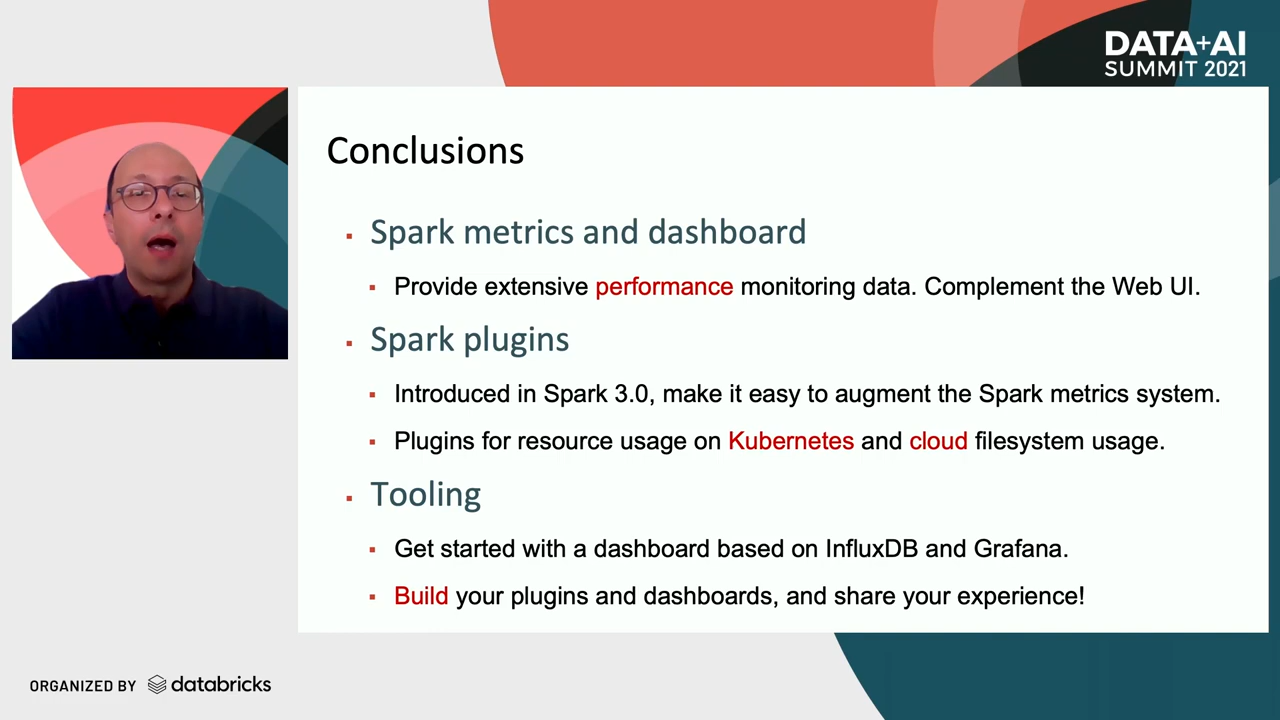 DATA+AI
SUMMIT 2021
Conclusions
▪ Spark metrics and dashboard
▪ Provide extensive performance monitoring data. Complement the Web UI.
▪ Spark plugins
▪ Introduced in Spark 3.0, make it easy to augment the Spark metrics system.
▪ Plugins for resource usage on Kubernetes and cloud filesystem usage.
▪ Tooling
▪ Get started with a dashboard based on InfluxDB and Grafana.
▪ Build your plugins and dashboards, and share your experience!
ORGANIZED BY databricks